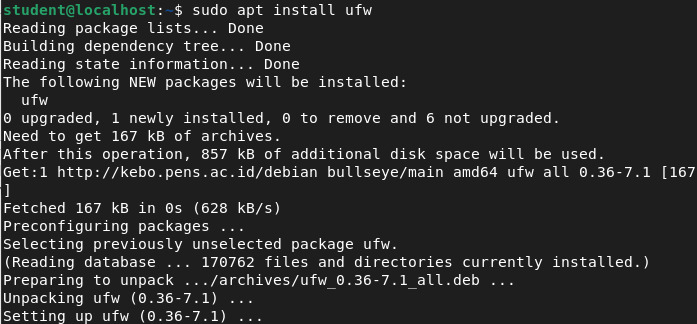 student@localhost:~$ sudo apt install ufw
Reading package lists... Done
Building dependency tree... Done
Reading state information... Done
The following NEW packages will be installed:
  ufw
0 upgraded, 1 newly installed, 0 to remove and 6 not upgraded.
Need to get 167 kB of archives.
After this operation, 857 kB of additional disk space will be used.
Get:1 http://kebo.pens.ac.id/debian bullseye/main amd64 ufw all 0.36-7.1 [167
]
Fetched 167 kB in 0s (628 kB/s)
Preconfiguring packages ...
Selecting previously unselected package ufw.
(Reading database ... 170762 files and directories currently installed.)
Preparing to unpack .../archives/ufw_0.36-7.1_all.deb ...
Unpacking ufw (0.36-7.1) ...
Setting up ufw (0.36-7.1) ...